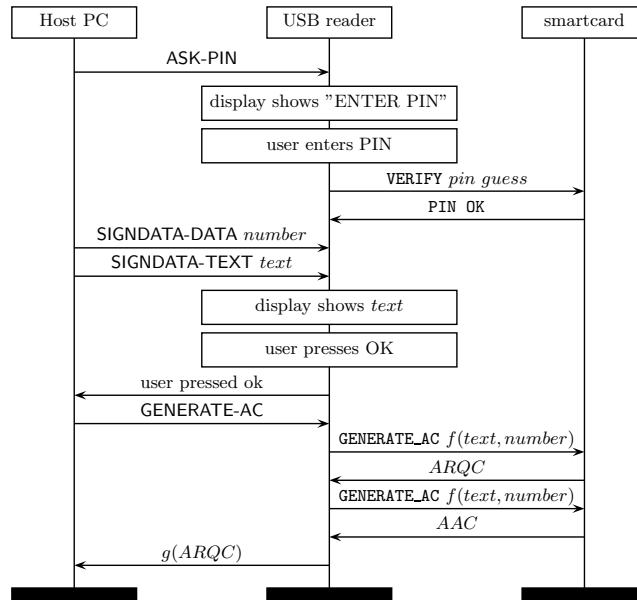 Host PC USB reader smartcard
ASK-PIN
display shows "ENTER PIN"
user enters PIN
VERIFY pin guess
PIN OK
SIGNDATA-DATA number
SIGNDATA-TEXT text
display shows text
user presses OK
user pressed ok
GENERATE-AC
GENERATE_AC f(text, number)
ARQC
GENERATE_AC f(text, number)
AAC
g(ARQC)